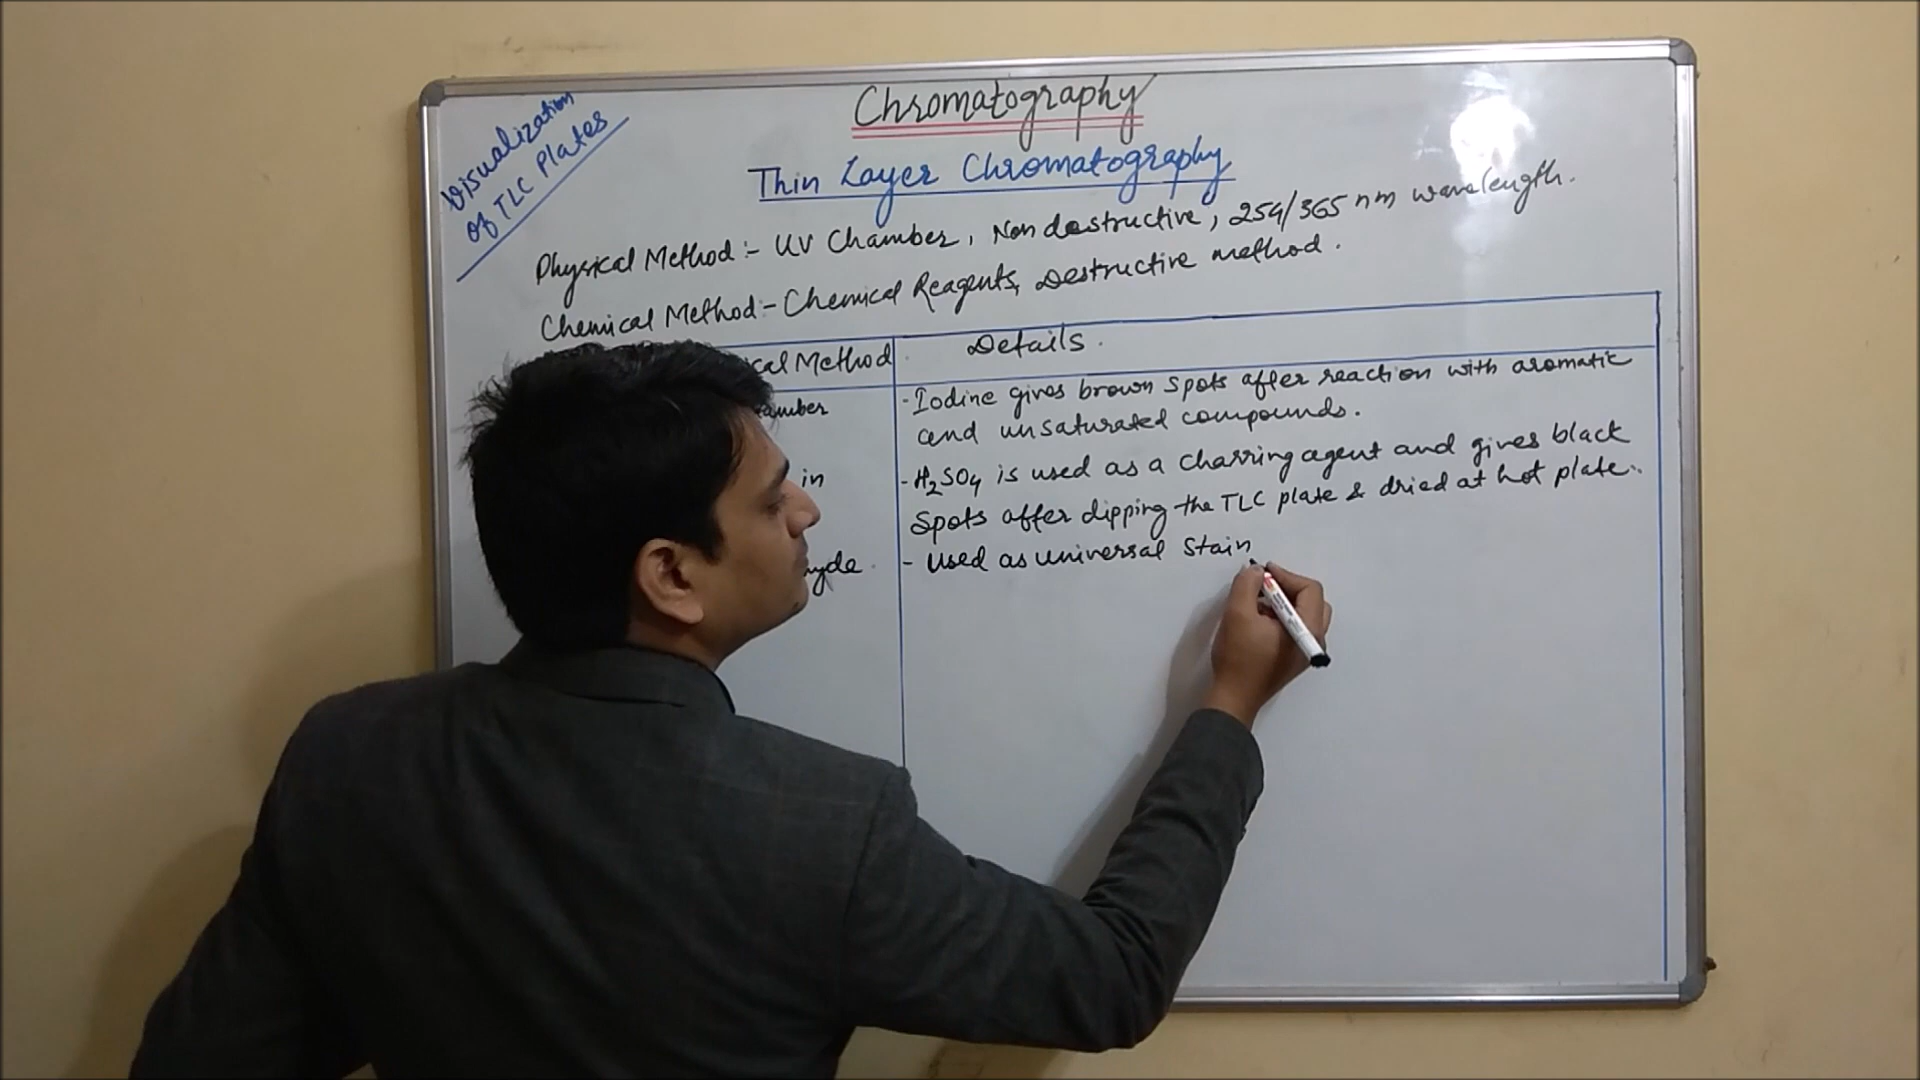 Visualization
of TLC Plates
Chromatography
Thin Layer Chromatography
Physical Method:- UV Chamber, Non destructive, 254/365 nm wavelength.
Chemical Method:- Chemical Reagents, Destructive method.
cal Method
Details.
amber
- Iodine gives brown spots after reaction with aromatic
and unsaturated compounds.
in
- H₂SO₄ is used as a charring agent and gives black
spots after dipping the TLC plate & dried at hot plate.
hyde.
- Used as universal stain